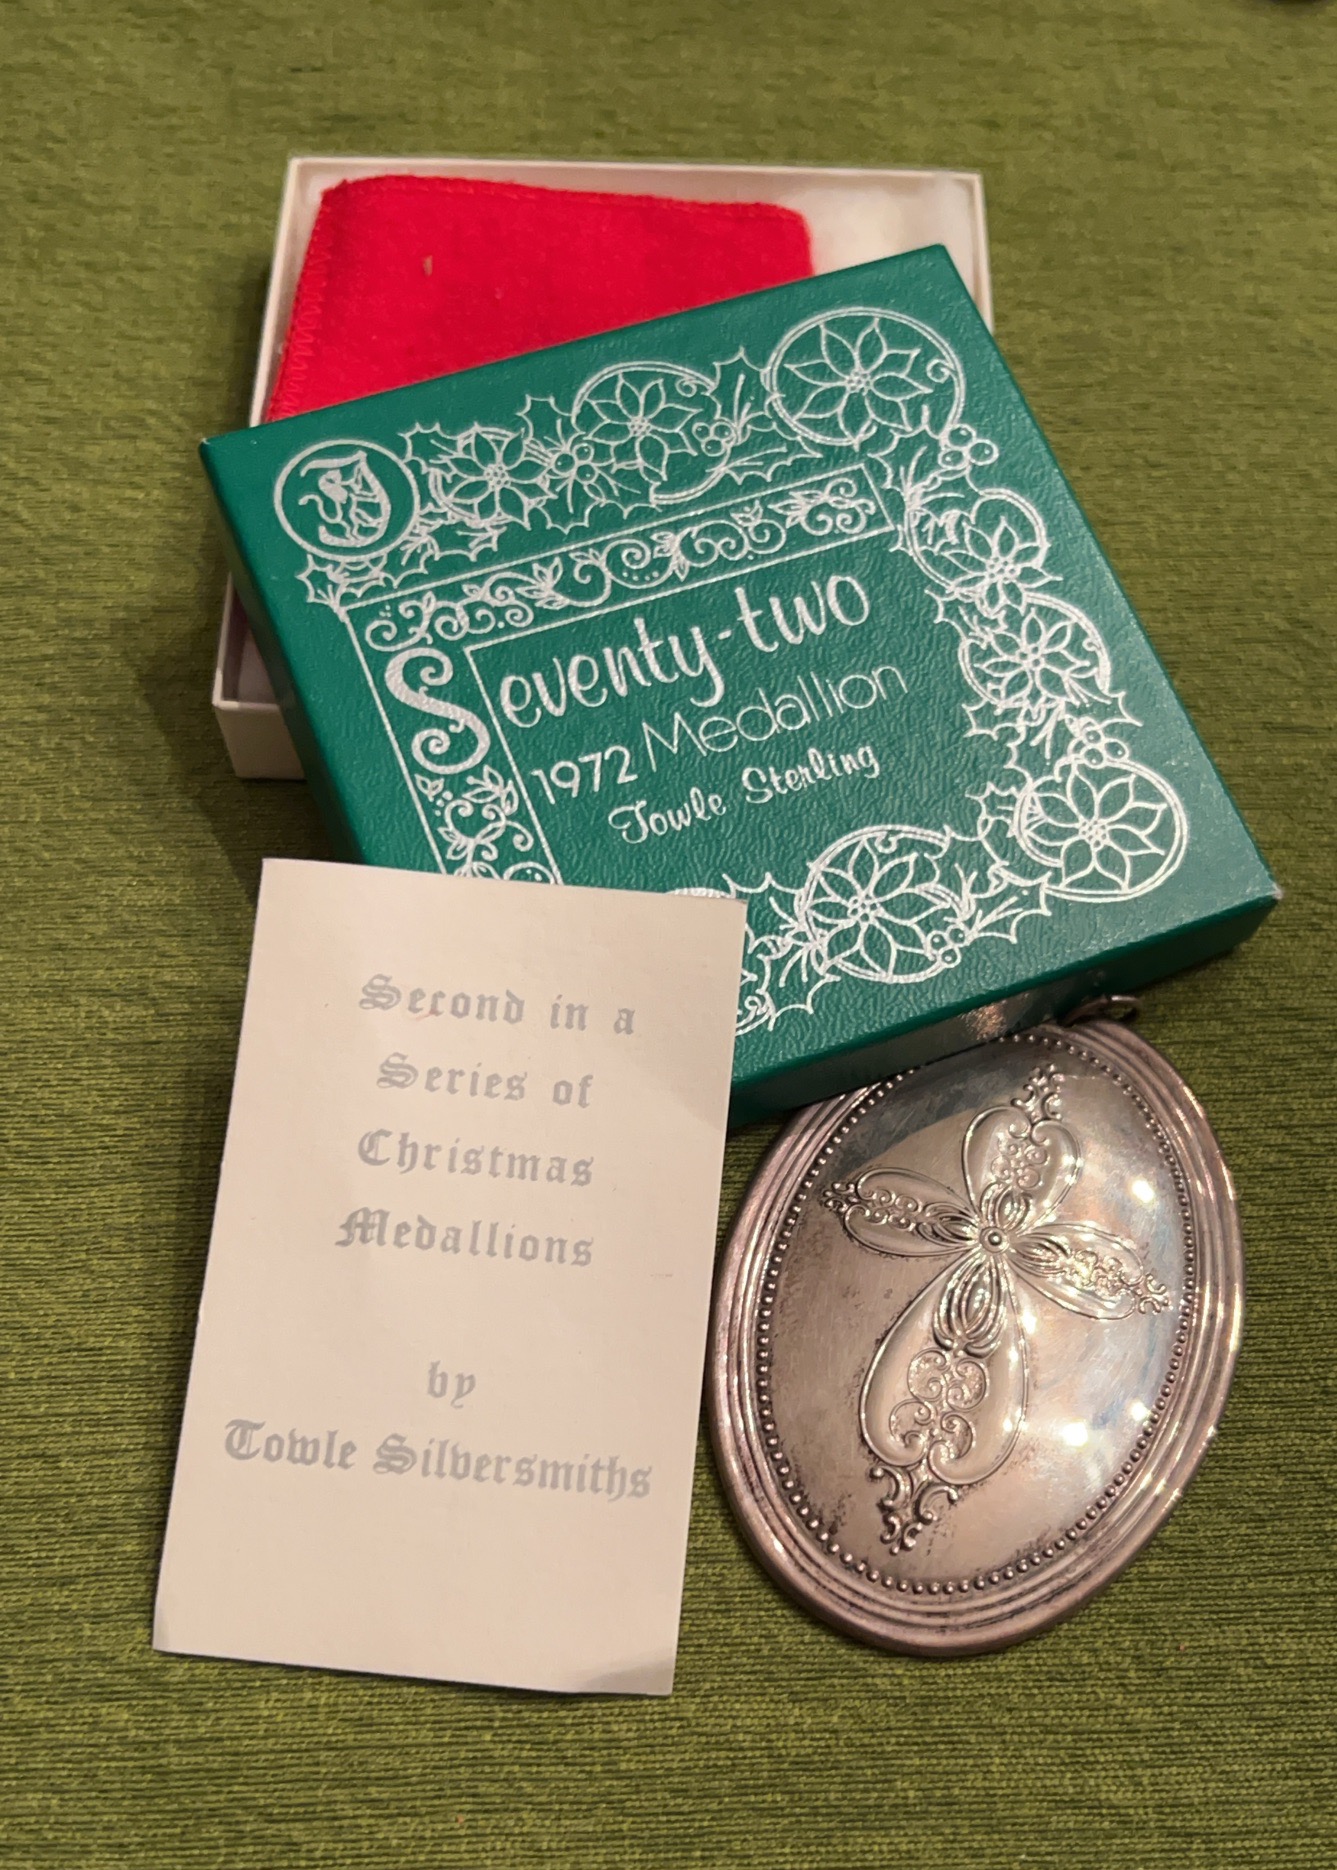 Seventy-two
1972 Medallion
Towle Sterling
Second in a
Series of
Christmas
Medallions
by
Towle Silversmiths